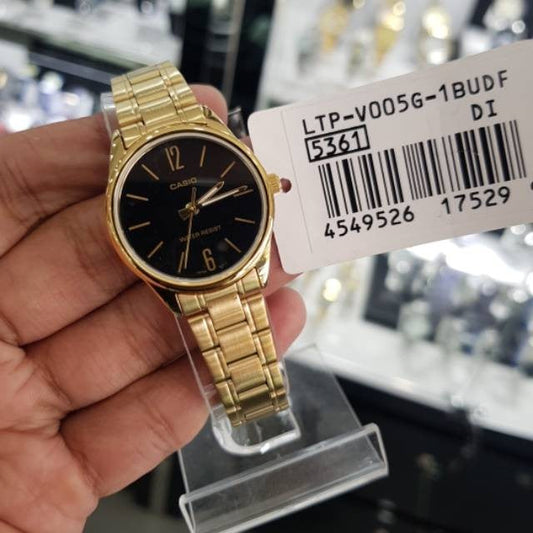 LTP-V005G-1BUDF
DI
5361
4549526 17529
12
CASIO
WATER RESIST
6